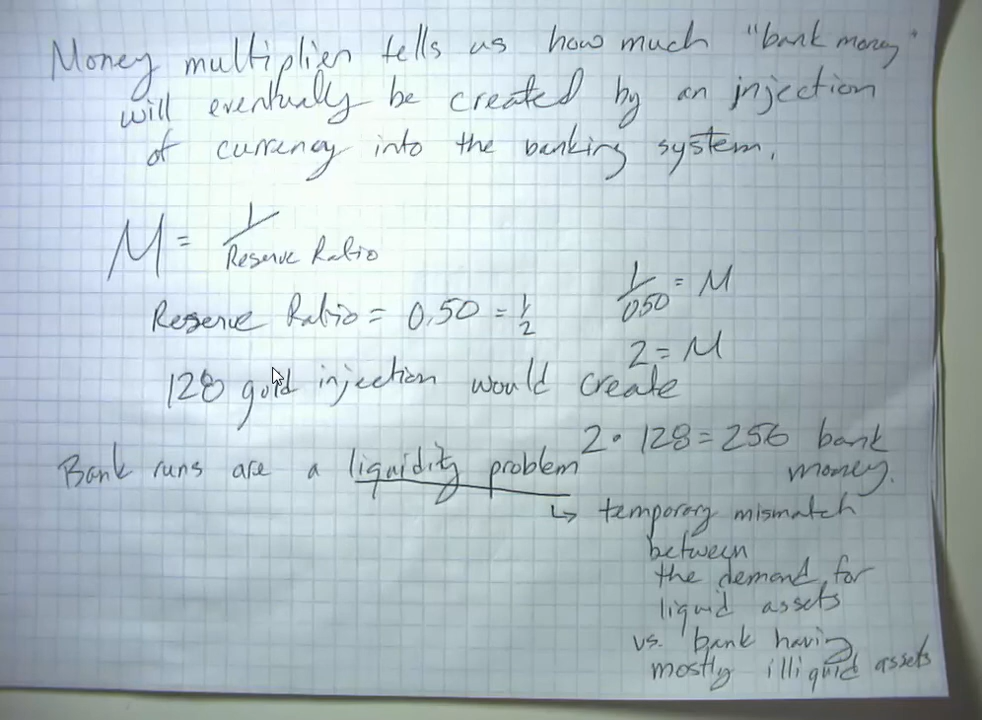 Money multiplier tells us how much "bank money"
will eventually be created by an injection
of currency into the banking system.
M = 1/Reserve Ratio
Reserve Ratio = 0.50 = 1/2
1/0.50 = M
2 = M
128 gold injection would create
2 · 128 = 256 bank
money.
Bank runs are a liquidity problem
↳ temporary mismatch
between
the demand for
liquid assets
vs. bank having
mostly illiquid assets